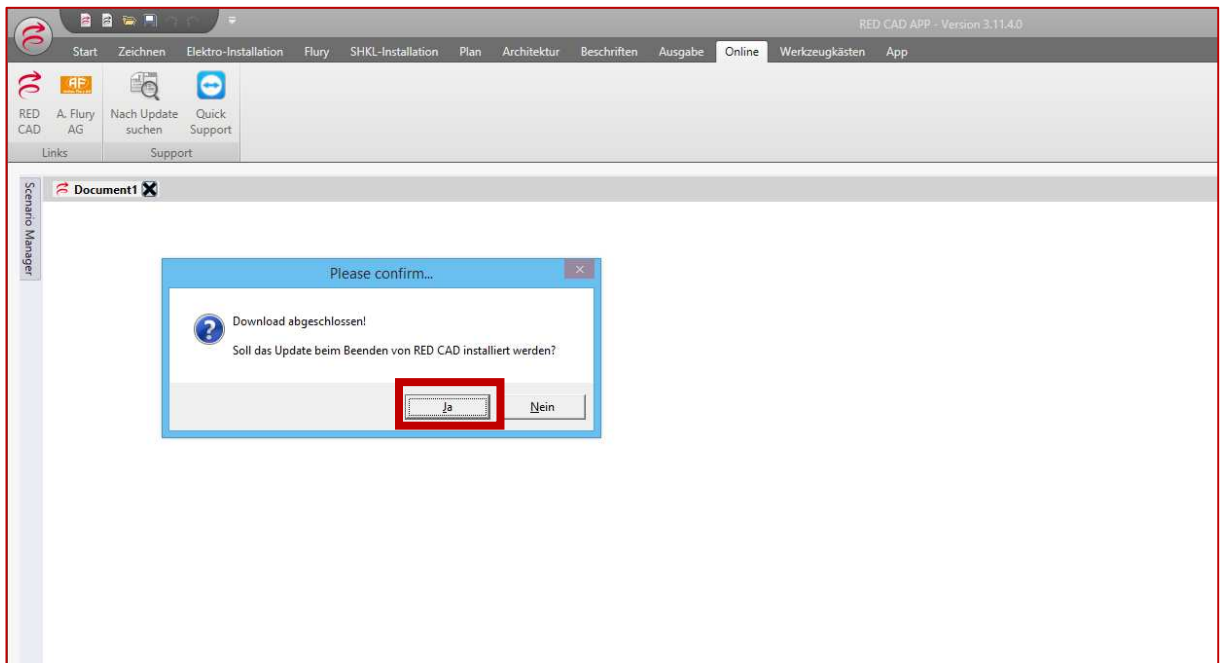 RED CAD APP - Version 3.11.4.0
Start Zeichnen Elektro-Installation Flury SHKL-Installation Plan Architektur Beschriften Ausgabe Online Werkzeugkästen App
AF
RED CAD
A. Flury AG
Nach Update suchen
Quick Support
Links
Support
Scenario Manager
Document1
Please confirm...
Download abgeschlossen!
Soll das Update beim Beenden von RED CAD installiert werden?
Ja
Nein